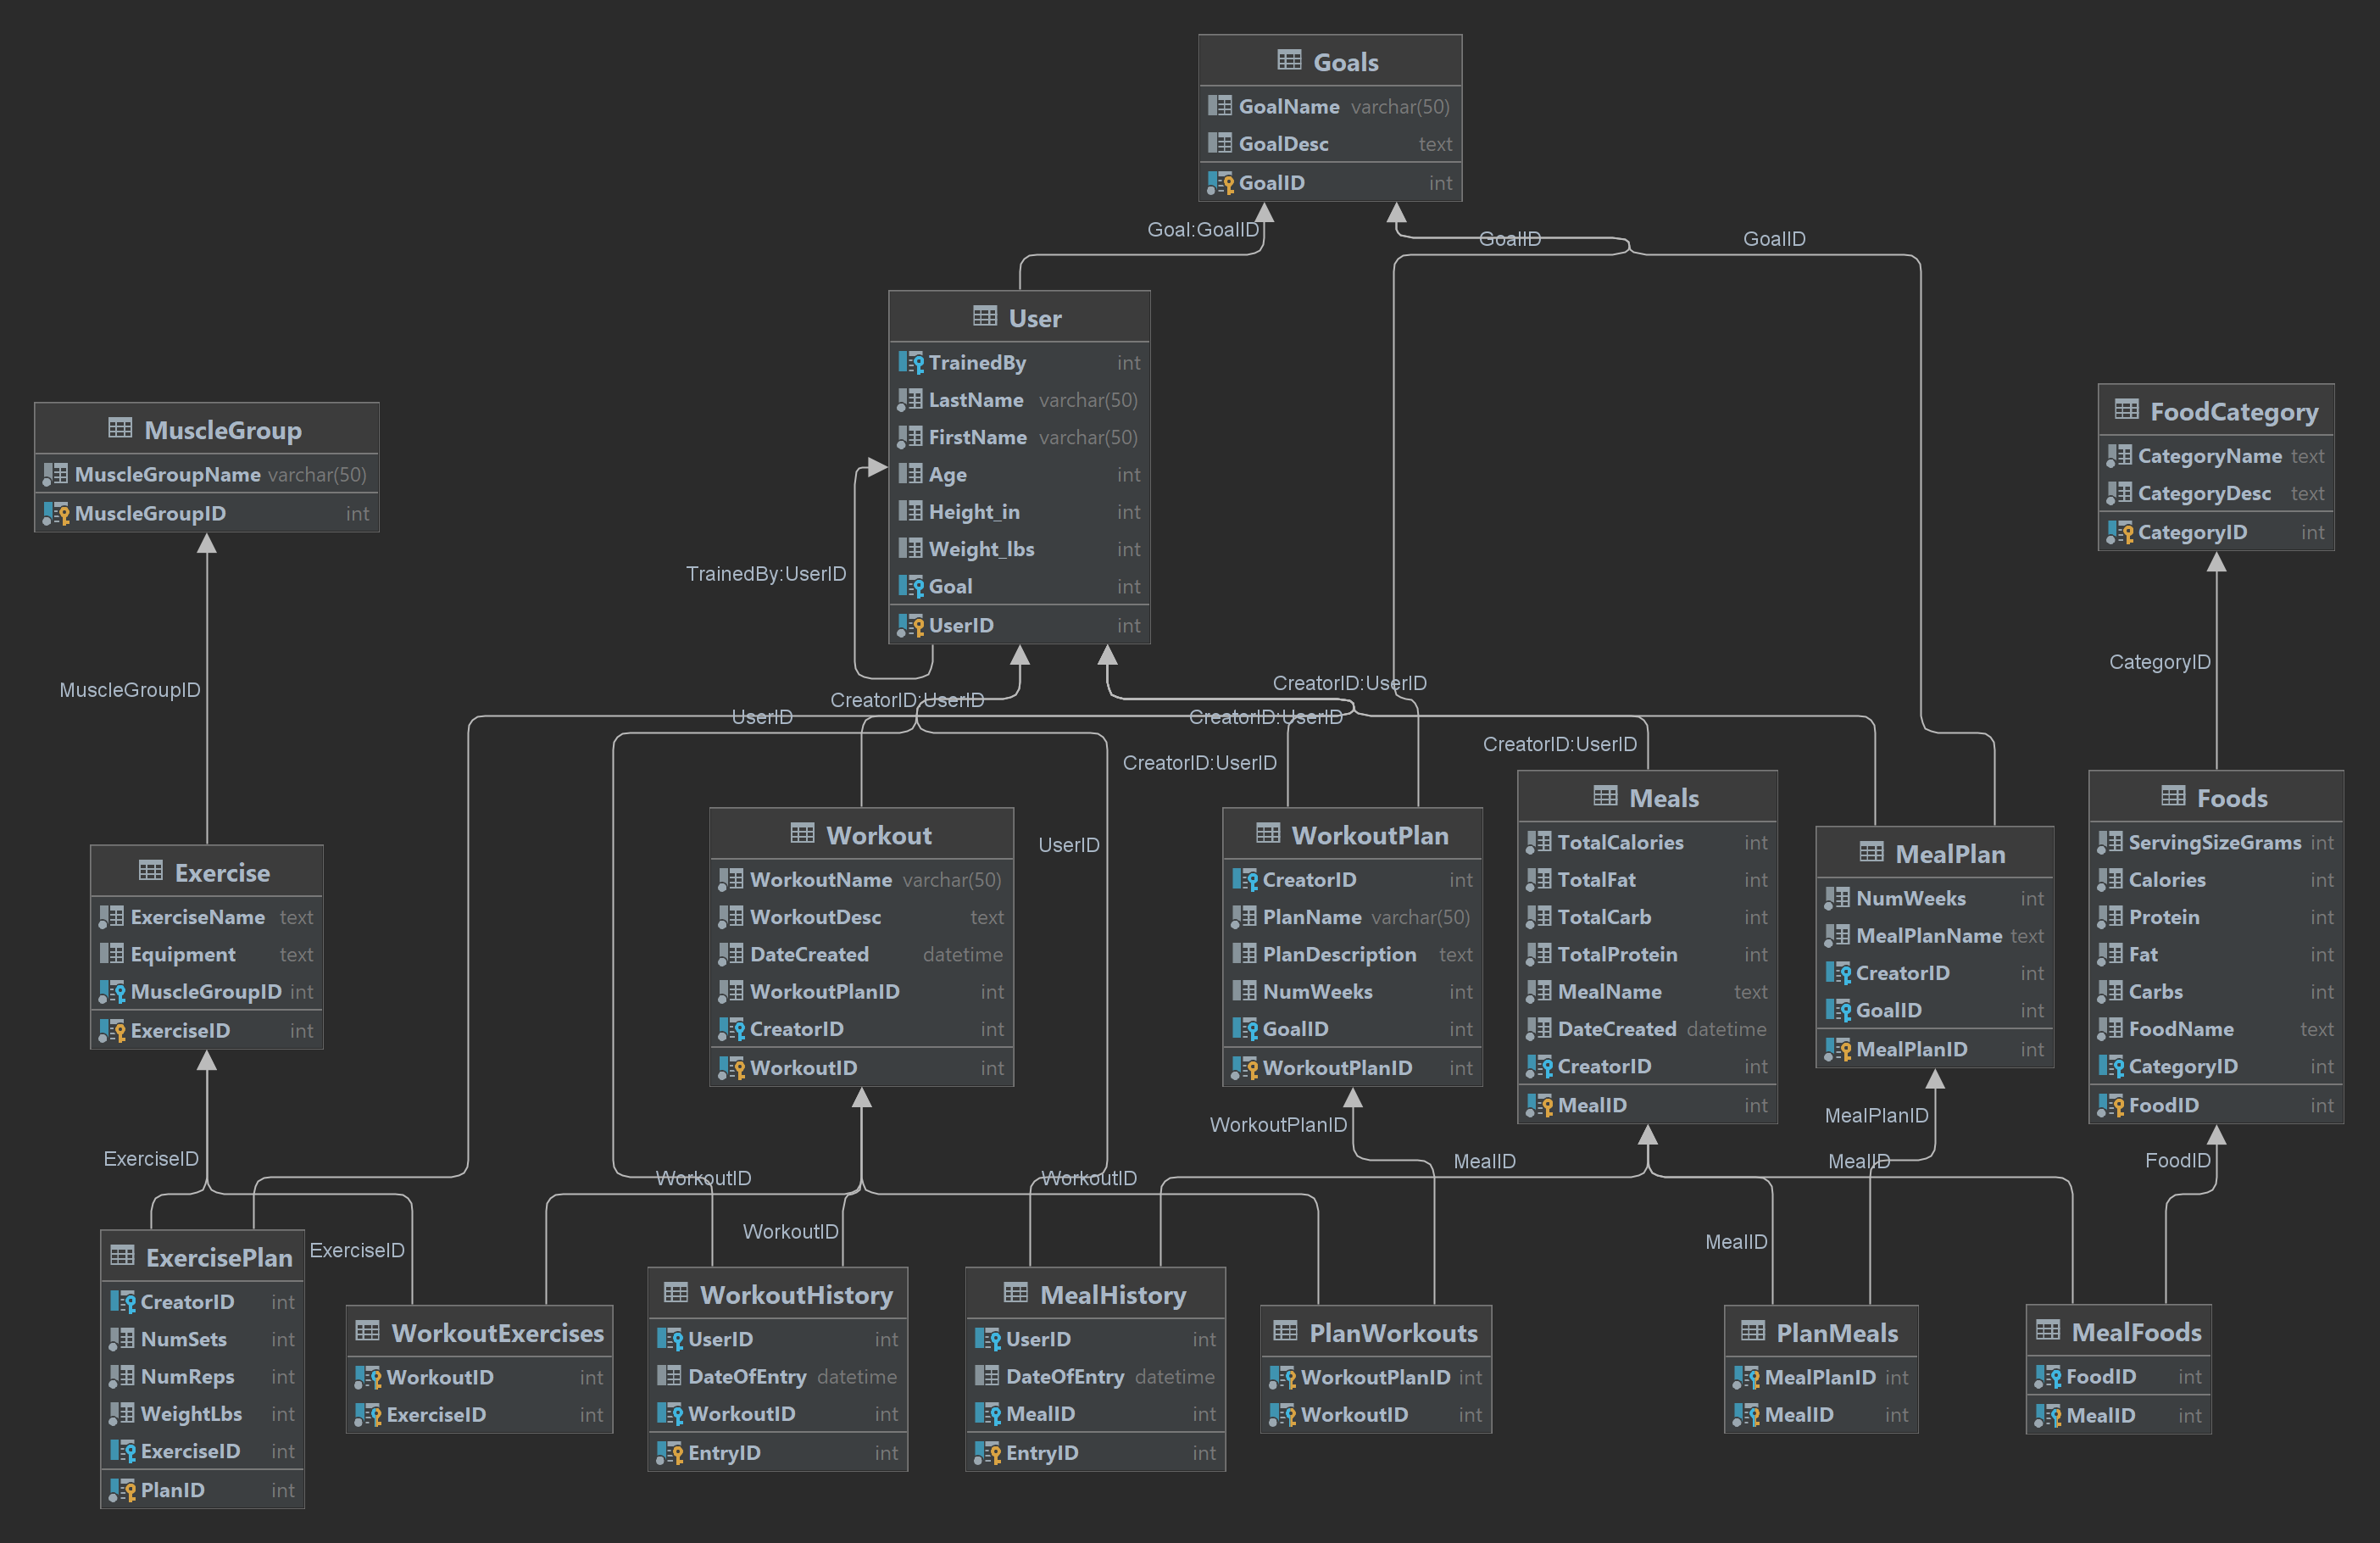 Goals
GoalName varchar(50)
GoalDesc text
GoalID int
Goal:GoalID
GoalID
GoalID
User
TrainedBy int
LastName varchar(50)
FirstName varchar(50)
Age int
Height_in int
Weight_lbs int
Goal int
UserID int
TrainedBy:UserID
MuscleGroup
MuscleGroupName varchar(50)
MuscleGroupID int
FoodCategory
CategoryName text
CategoryDesc text
CategoryID int
MuscleGroupID
CategoryID
CreatorID:UserID
CreatorID:UserID
UserID
CreatorID:UserID
CreatorID:UserID
CreatorID:UserID
UserID
Exercise
ExerciseName text
Equipment text
MuscleGroupID int
ExerciseID int
Workout
WorkoutName varchar(50)
WorkoutDesc text
DateCreated datetime
WorkoutPlanID int
CreatorID int
WorkoutID int
WorkoutPlan
CreatorID int
PlanName varchar(50)
PlanDescription text
NumWeeks int
GoalID int
WorkoutPlanID int
Meals
TotalCalories int
TotalFat int
TotalCarb int
TotalProtein int
MealName text
DateCreated datetime
CreatorID int
MealID int
MealPlan
NumWeeks int
MealPlanName text
CreatorID int
GoalID int
MealPlanID int
Foods
ServingSizeGrams int
Calories int
Protein int
Fat int
Carbs int
FoodName text
CategoryID int
FoodID int
ExerciseID
WorkoutID
WorkoutID
WorkoutPlanID
MealID
MealPlanID
MealID
FoodID
ExerciseID
WorkoutID
MealID
ExercisePlan
CreatorID int
NumSets int
NumReps int
WeightLbs int
ExerciseID int
PlanID int
WorkoutExercises
WorkoutID int
ExerciseID int
WorkoutHistory
UserID int
DateOfEntry datetime
WorkoutID int
EntryID int
MealHistory
UserID int
DateOfEntry datetime
MealID int
EntryID int
PlanWorkouts
WorkoutPlanID int
WorkoutID int
PlanMeals
MealPlanID int
MealID int
MealFoods
FoodID int
MealID int